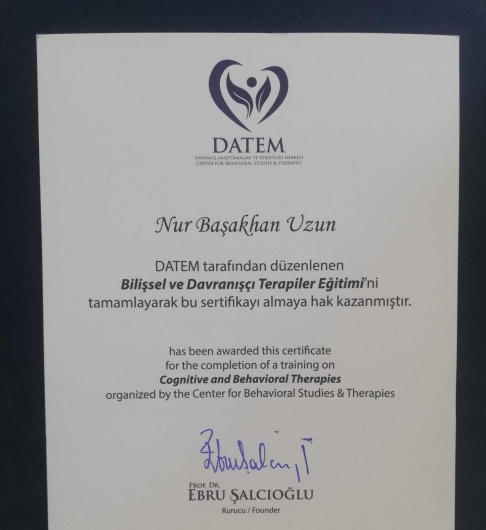 DATEM
DAVRANIŞ ARAŞTIRMALARI VE TERAPİLERİ MERKEZİ
CENTER FOR BEHAVIORAL STUDIES & THERAPIES
Nur Başakhan Uzun
DATEM tarafından düzenlenen
Bilişsel ve Davranışçı Terapiler Eğitimi'ni
tamamlayarak bu sertifikayı almaya hak kazanmıştır.
has been awarded this certificate
for the completion of a training on
Cognitive and Behavioral Therapies
organized by the Center for Behavioral Studies & Therapies
PROF. DR.
EBRU ŞALCIOĞLU
Kurucu / Founder